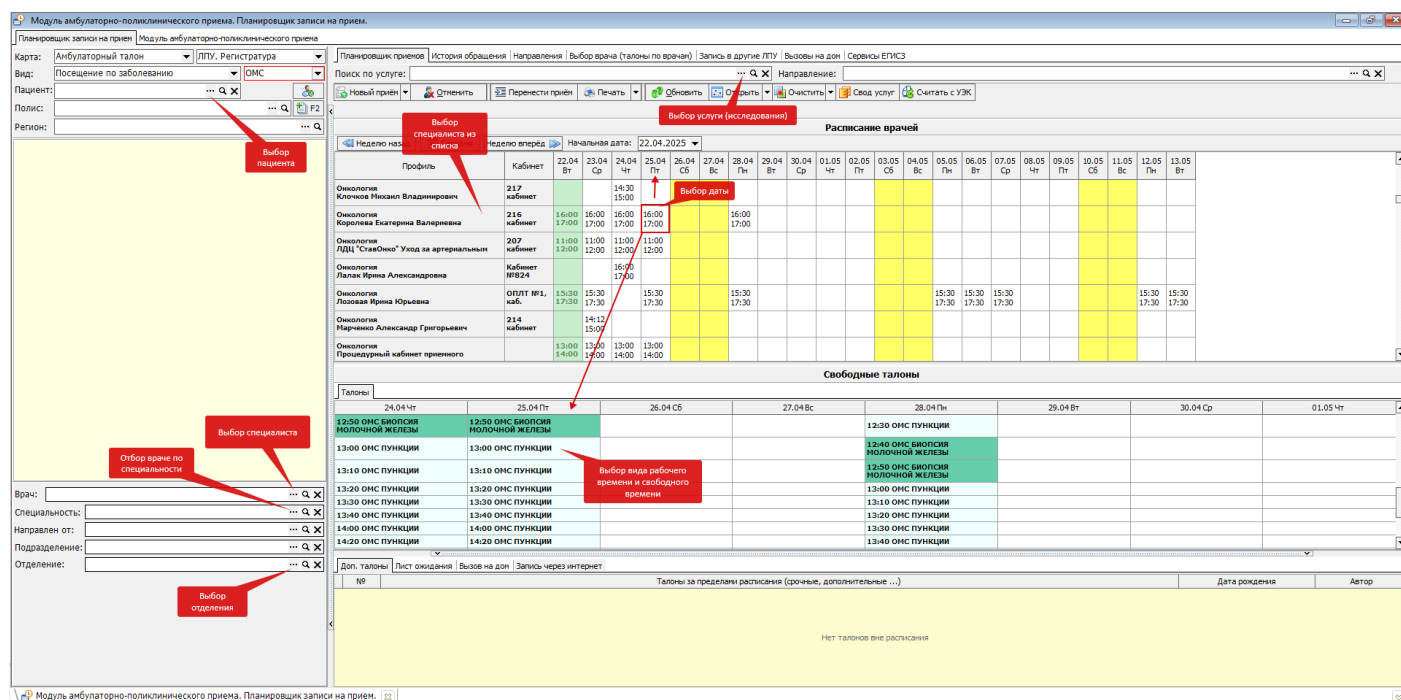 Модуль амбулаторно-поликлинического приема. Планировщик записи на прием.
Планировщик записи на прием Модуль амбулаторно-поликлинического приема
Карта: Амбулаторный талон ЛПУ. Регистратура
Вид: Посещение по заболеванию ОМС
Пациент:
Полис: F2
Регион:
Выбор
пациента
Выбор специалиста
Отбор враче по
специальности
Врач:
Специальность:
Направлен от:
Подразделение:
Отделение:
Выбор
отделения
Планировщик приемов История обращения Направления Выбор врача (талоны по врачам) Запись в другие ЛПУ Вызовы на дом Сервисы ЕГИСЗ
Поиск по услуге: Направление:
Новый приём Отменить Перенести приём Печать Обновить Открыть Очистить Свод услуг Считать с УЭК
Выбор услуги (исследования)
Выбор
специалиста из
списка
Расписание врачей
Неделю назад Неделю вперёд Начальная дата: 22.04.2025
Профиль Кабинет 22.04 23.04 24.04 25.04 26.04 27.04 28.04 29.04 30.04 01.05 02.05 03.05 04.05 05.05 06.05 07.05 08.05 09.05 10.05 11.05 12.05 13.05
Вт Ср Чт Пт Сб Вс Пн Вт Ср Чт Пт Сб Вс Пн Вт Ср Чт Пт Сб Вс Пн Вт
Выбор даты
Онкология 217 14:30
Клочков Михаил Владимирович кабинет 15:00
Онкология 216 16:00 16:00 16:00 16:00 16:00
Королева Екатерина Валериевна кабинет 17:00 17:00 17:00 17:00 17:00
Онкология 207 11:00 11:00 11:00 11:00
ЛДЦ "СтавОнко" Уход за артериальным кабинет 12:00 12:00 12:00 12:00
Онкология Кабинет 16:00
Лалак Ирина Александровна №824 17:00
Онкология ОПЛТ №1, 15:30 15:30 15:30 15:30 15:30 15:30 15:30 15:30 15:30
Лозовая Ирина Юрьевна каб. 17:30 17:30 17:30 17:30 17:30 17:30 17:30 17:30 17:30
Онкология 214 14:12
Марченко Александр Григорьевич кабинет 15:00
Онкология 13:00 13:00 13:00 13:00
Процедурный кабинет приемного 14:00 14:00 14:00 14:00
Свободные талоны
Талоны
24.04 Чт 25.04 Пт 26.04 Сб 27.04 Вс 28.04 Пн 29.04 Вт 30.04 Ср 01.05 Чт
12:50 ОМС БИОПСИЯ МОЛОЧНОЙ ЖЕЛЕЗЫ 12:50 ОМС БИОПСИЯ МОЛОЧНОЙ ЖЕЛЕЗЫ 12:30 ОМС ПУНКЦИИ
13:00 ОМС ПУНКЦИИ 13:00 ОМС ПУНКЦИИ 12:40 ОМС БИОПСИЯ МОЛОЧНОЙ ЖЕЛЕЗЫ
13:10 ОМС ПУНКЦИИ 13:10 ОМС ПУНКЦИИ 12:50 ОМС БИОПСИЯ МОЛОЧНОЙ ЖЕЛЕЗЫ
13:20 ОМС ПУНКЦИИ 13:20 ОМС ПУНКЦИИ 13:00 ОМС ПУНКЦИИ
13:30 ОМС ПУНКЦИИ 13:30 ОМС ПУНКЦИИ 13:10 ОМС ПУНКЦИИ
13:40 ОМС ПУНКЦИИ 13:40 ОМС ПУНКЦИИ 13:20 ОМС ПУНКЦИИ
14:00 ОМС ПУНКЦИИ 14:00 ОМС ПУНКЦИИ 13:30 ОМС ПУНКЦИИ
14:20 ОМС ПУНКЦИИ 14:20 ОМС ПУНКЦИИ 13:40 ОМС ПУНКЦИИ
Выбор вида рабочего
времени и свободного
времени
Доп. талоны Лист ожидания Вызов на дом Запись через интернет
№ Талоны за пределами расписания (срочные, дополнительные ...) Дата рождения Автор
Нет талонов вне расписания
Модуль амбулаторно-поликлинического приема. Планировщик записи на прием.